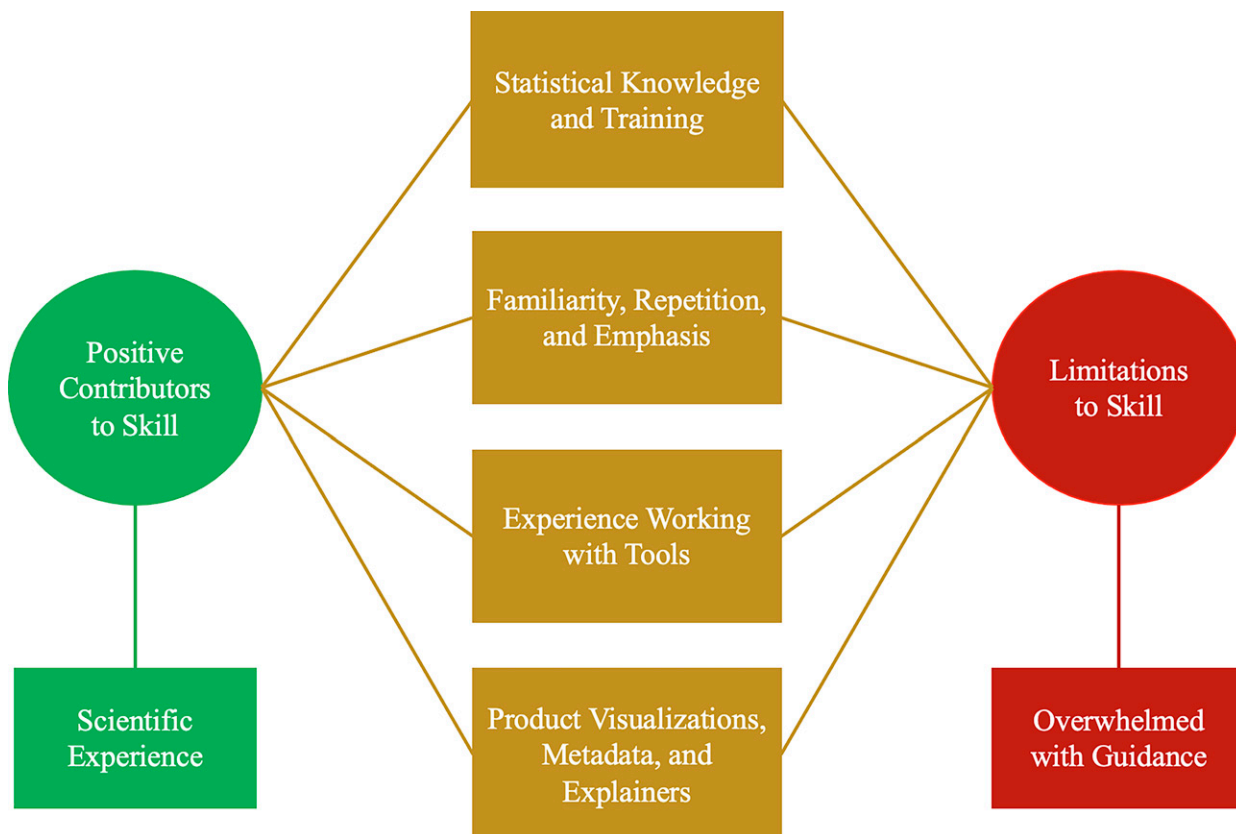 Statistical Knowledge
and Training
Familiarity, Repetition,
and Emphasis
Positive
Contributors
to Skill
Limitations
to Skill
Experience Working
with Tools
Scientific
Experience
Product Visualizations,
Metadata, and
Explainers
Overwhelmed
with Guidance